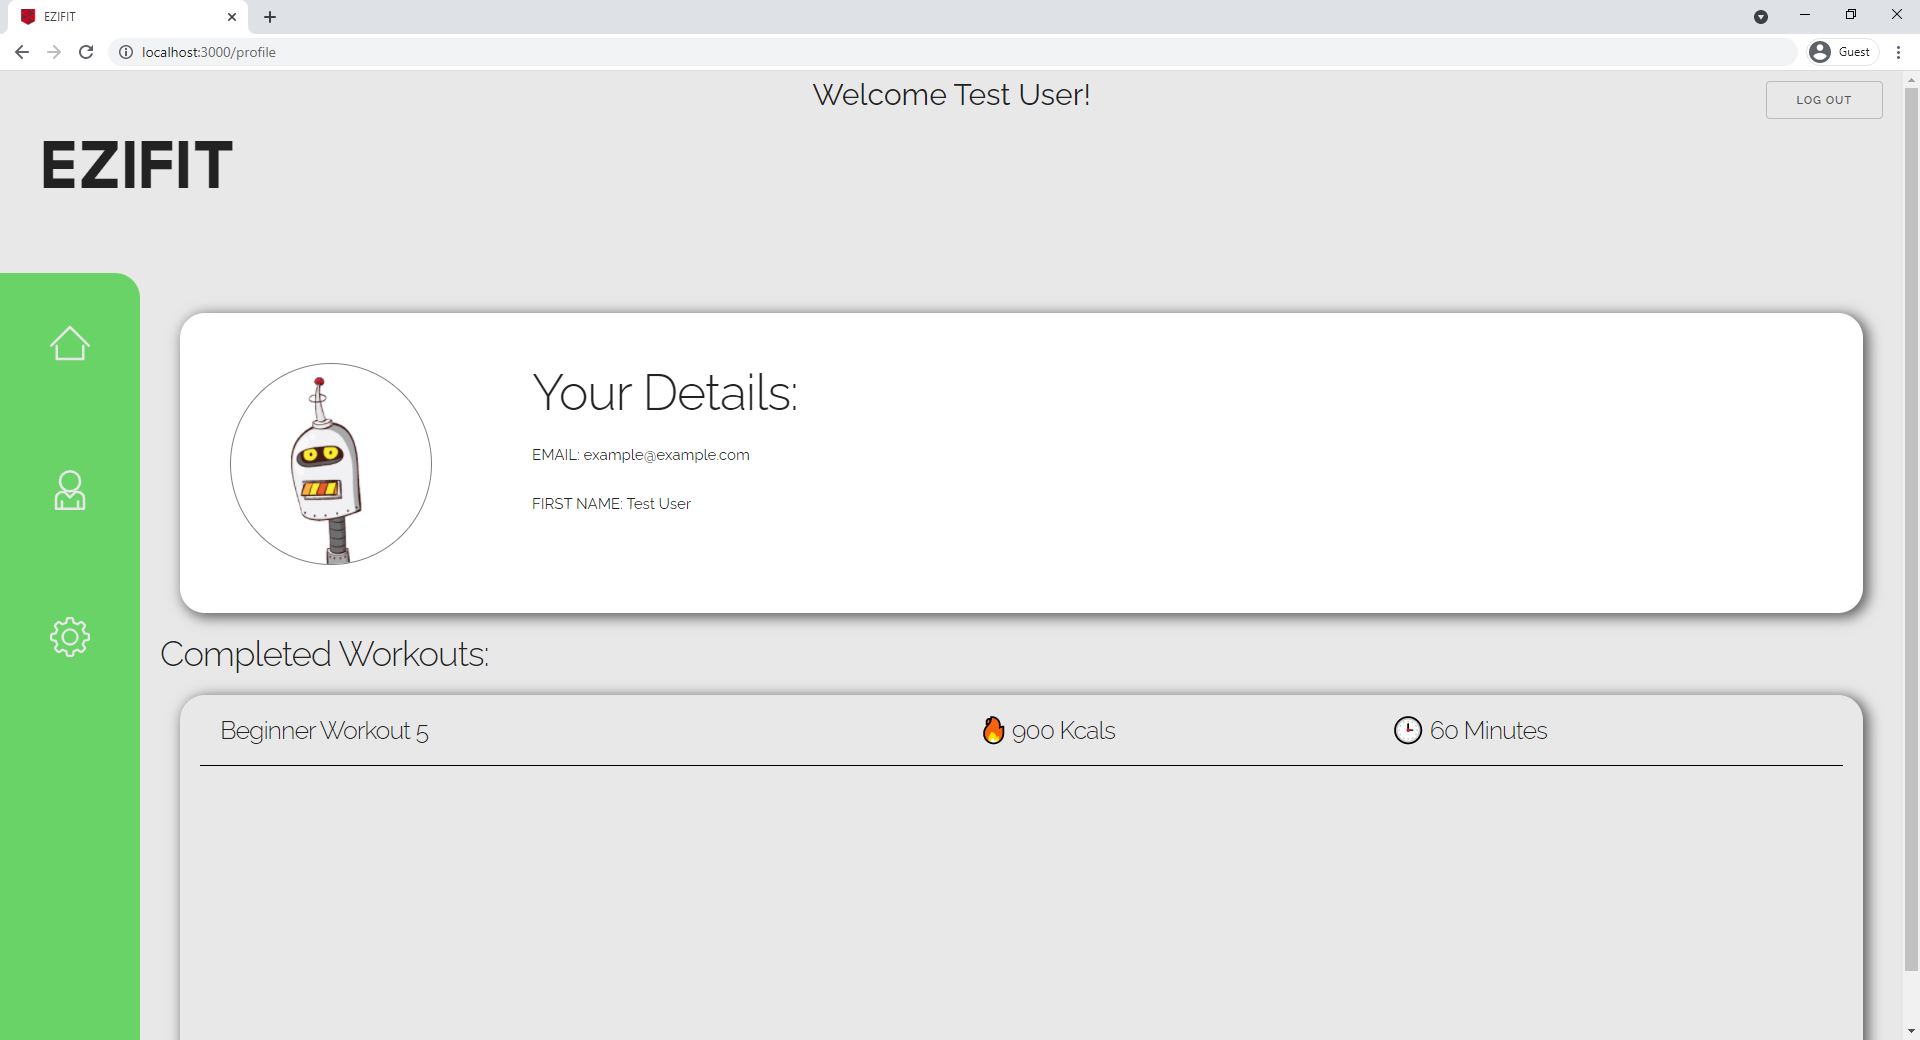 EZIFIT
localhost:3000/profile
Guest
Welcome Test User!
LOG OUT
EZIFIT
Your Details:
EMAIL: example@example.com
FIRST NAME: Test User
Completed Workouts:
Beginner Workout 5
900 Kcals
60 Minutes